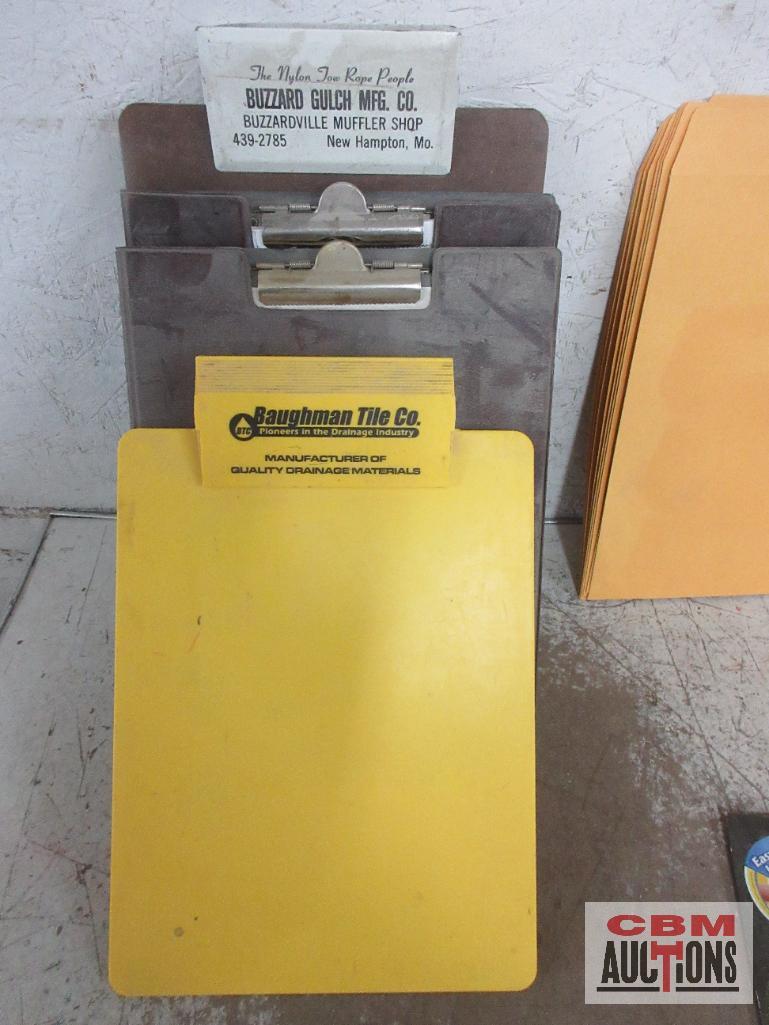 The Nylon Tow Rope People
BUZZARD GULCH MFG. CO.
BUZZARDVILLE MUFFLER SHOP
439-2785 New Hampton, Mo.
BTC Baughman Tile Co.
Pioneers in the Drainage Industry
MANUFACTURER OF
QUALITY DRAINAGE MATERIALS
CBM
AUCTIONS